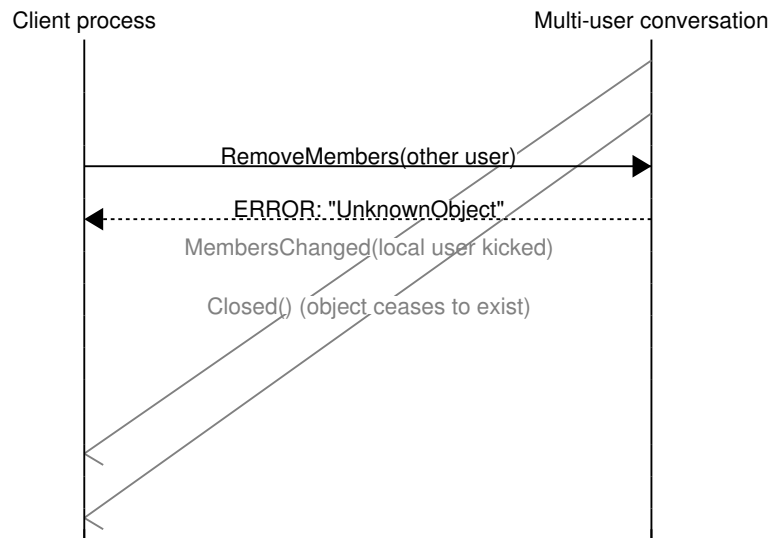 Client process
Multi-user conversation
RemoveMembers(other user)
ERROR: "UnknownObject"
MembersChanged(local user kicked)
Closed() (object ceases to exist)